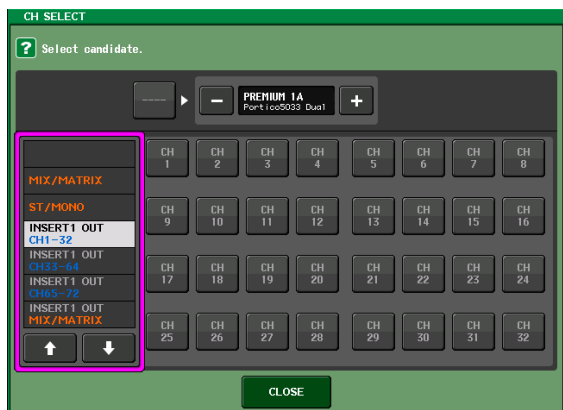 CH SELECT
? Select candidate.
----
− PREMIUM 1A +
Portico5033 Dual
MIX/MATRIX
ST/MONO
INSERT1 OUT
CH1-32
INSERT1 OUT
CH33-64
INSERT1 OUT
CH65-72
INSERT1 OUT
MIX/MATRIX
CH 1
CH 2
CH 3
CH 4
CH 5
CH 6
CH 7
CH 8
CH 9
CH 10
CH 11
CH 12
CH 13
CH 14
CH 15
CH 16
CH 17
CH 18
CH 19
CH 20
CH 21
CH 22
CH 23
CH 24
CH 25
CH 26
CH 27
CH 28
CH 29
CH 30
CH 31
CH 32
CLOSE